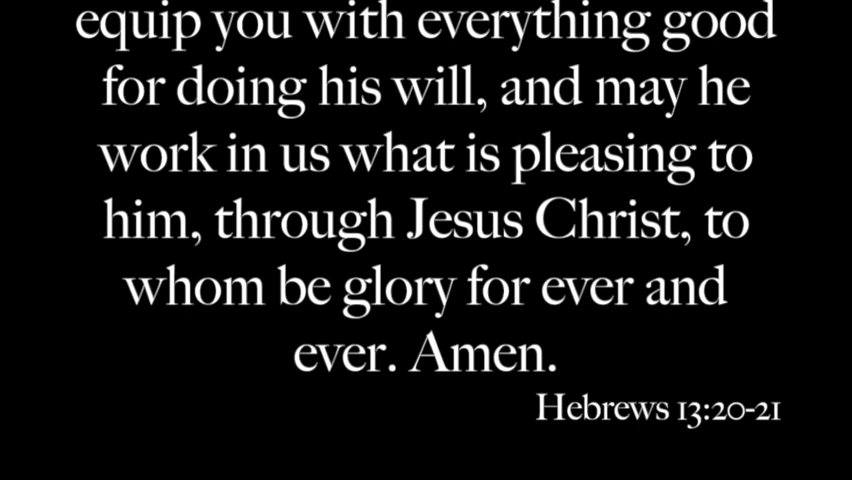 equip you with everything good
for doing his will, and may he
work in us what is pleasing to
him, through Jesus Christ, to
whom be glory for ever and
ever. Amen.
Hebrews 13:20-21